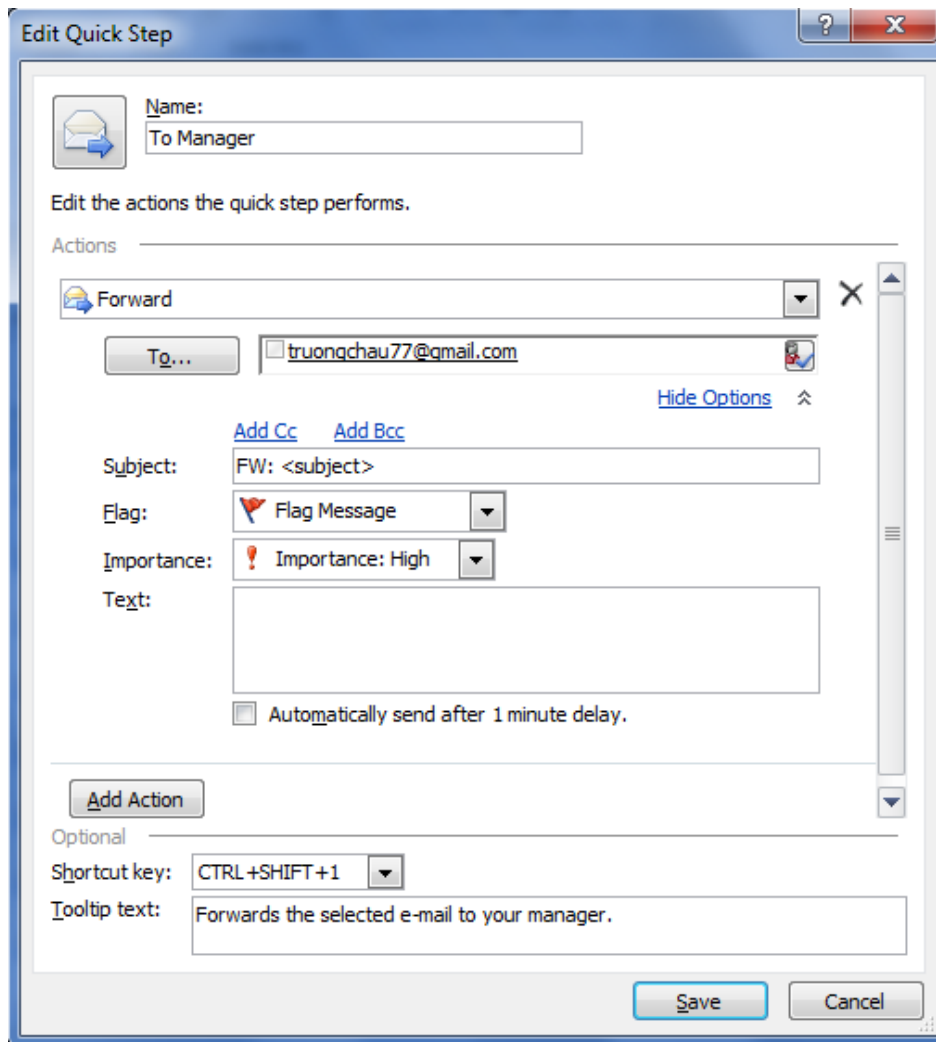 Edit Quick Step
Name:
To Manager
Edit the actions the quick step performs.
Actions
Forward
To... truongchau77@gmail.com
Hide Options
Add Cc Add Bcc
Subject: FW: <subject>
Flag: Flag Message
Importance: Importance: High
Text:
Automatically send after 1 minute delay.
Add Action
Optional
Shortcut key: CTRL+SHIFT+1
Tooltip text: Forwards the selected e-mail to your manager.
Save Cancel